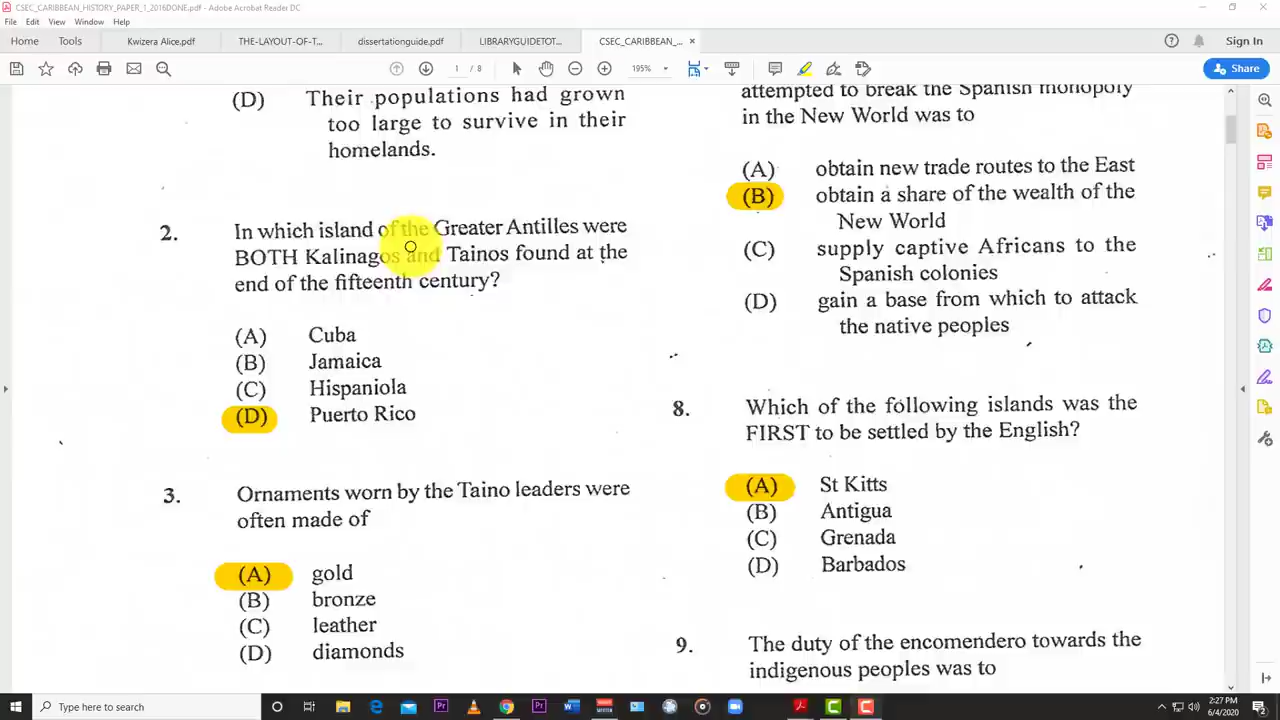 CSEC_CARIBBEAN_HISTORY_PAPER_1_2016DONE.pdf - Adobe Acrobat Reader DC
File Edit View Window Help
Home Tools Kwizera Alice.pdf THE-LAYOUT-OF-T... dissertationguide.pdf LIBRARYGUIDETOT... CSEC_CARIBBEAN_... × Sign In
1 / 8 195% Share
(D) Their populations had grown
too large to survive in their
homelands.
2. In which island of the Greater Antilles were
BOTH Kalinagos and Tainos found at the
end of the fifteenth century?
(A) Cuba
(B) Jamaica
(C) Hispaniola
(D) Puerto Rico
3. Ornaments worn by the Taino leaders were
often made of
(A) gold
(B) bronze
(C) leather
(D) diamonds
attempted to break the Spanish monopoly
in the New World was to
(A) obtain new trade routes to the East
(B) obtain a share of the wealth of the
New World
(C) supply captive Africans to the
Spanish colonies
(D) gain a base from which to attack
the native peoples
8. Which of the following islands was the
FIRST to be settled by the English?
(A) St Kitts
(B) Antigua
(C) Grenada
(D) Barbados
9. The duty of the encomendero towards the
indigenous peoples was to
Type here to search
2:27 PM
6/4/2020